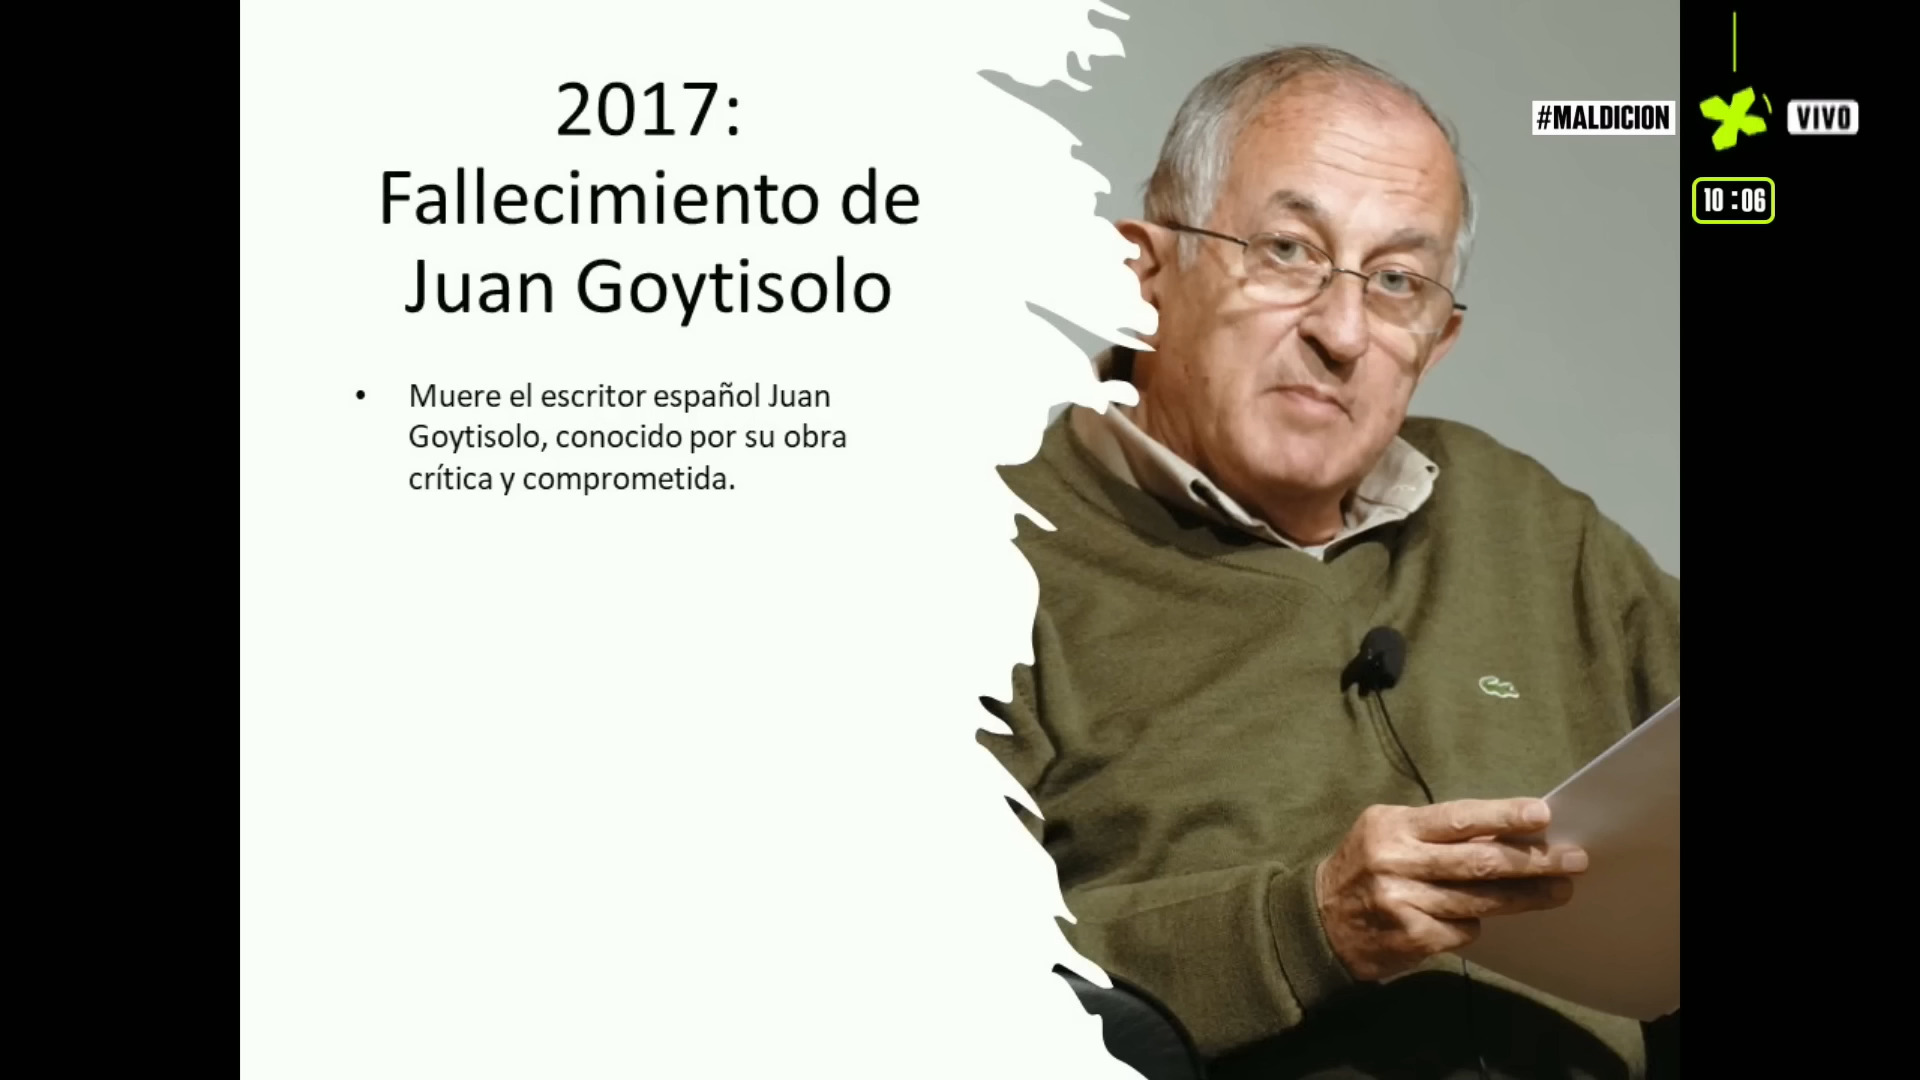 2017:
Fallecimiento de
Juan Goytisolo
• Muere el escritor español Juan
Goytisolo, conocido por su obra
crítica y comprometida.
#MALDICION
VIVO
10:06